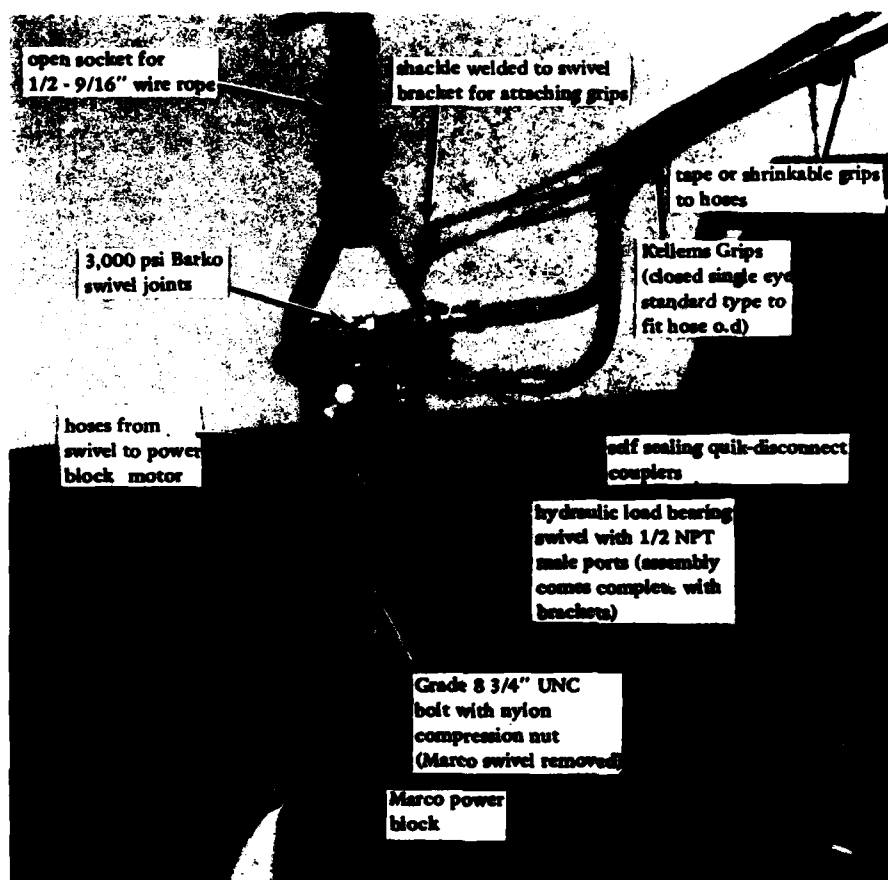 open socket for
1/2 - 9/16" wire rope
shackle welded to swivel
bracket for attaching grips
tape or shrinkable grips
to hoses
3,000 psi Barko
swivel joints
Kellems Grips
(closed single eye
standard type to
fit hose o.d)
hoses from
swivel to power
block motor
self sealing quik-disconnect
couplers
hydraulic load bearing
swivel with 1/2 NPT
male ports (assembly
comes complete with
brackets)
Grade 8 3/4" UNC
bolt with nylon
compression nut
(Marco swivel removed)
Marco power
block